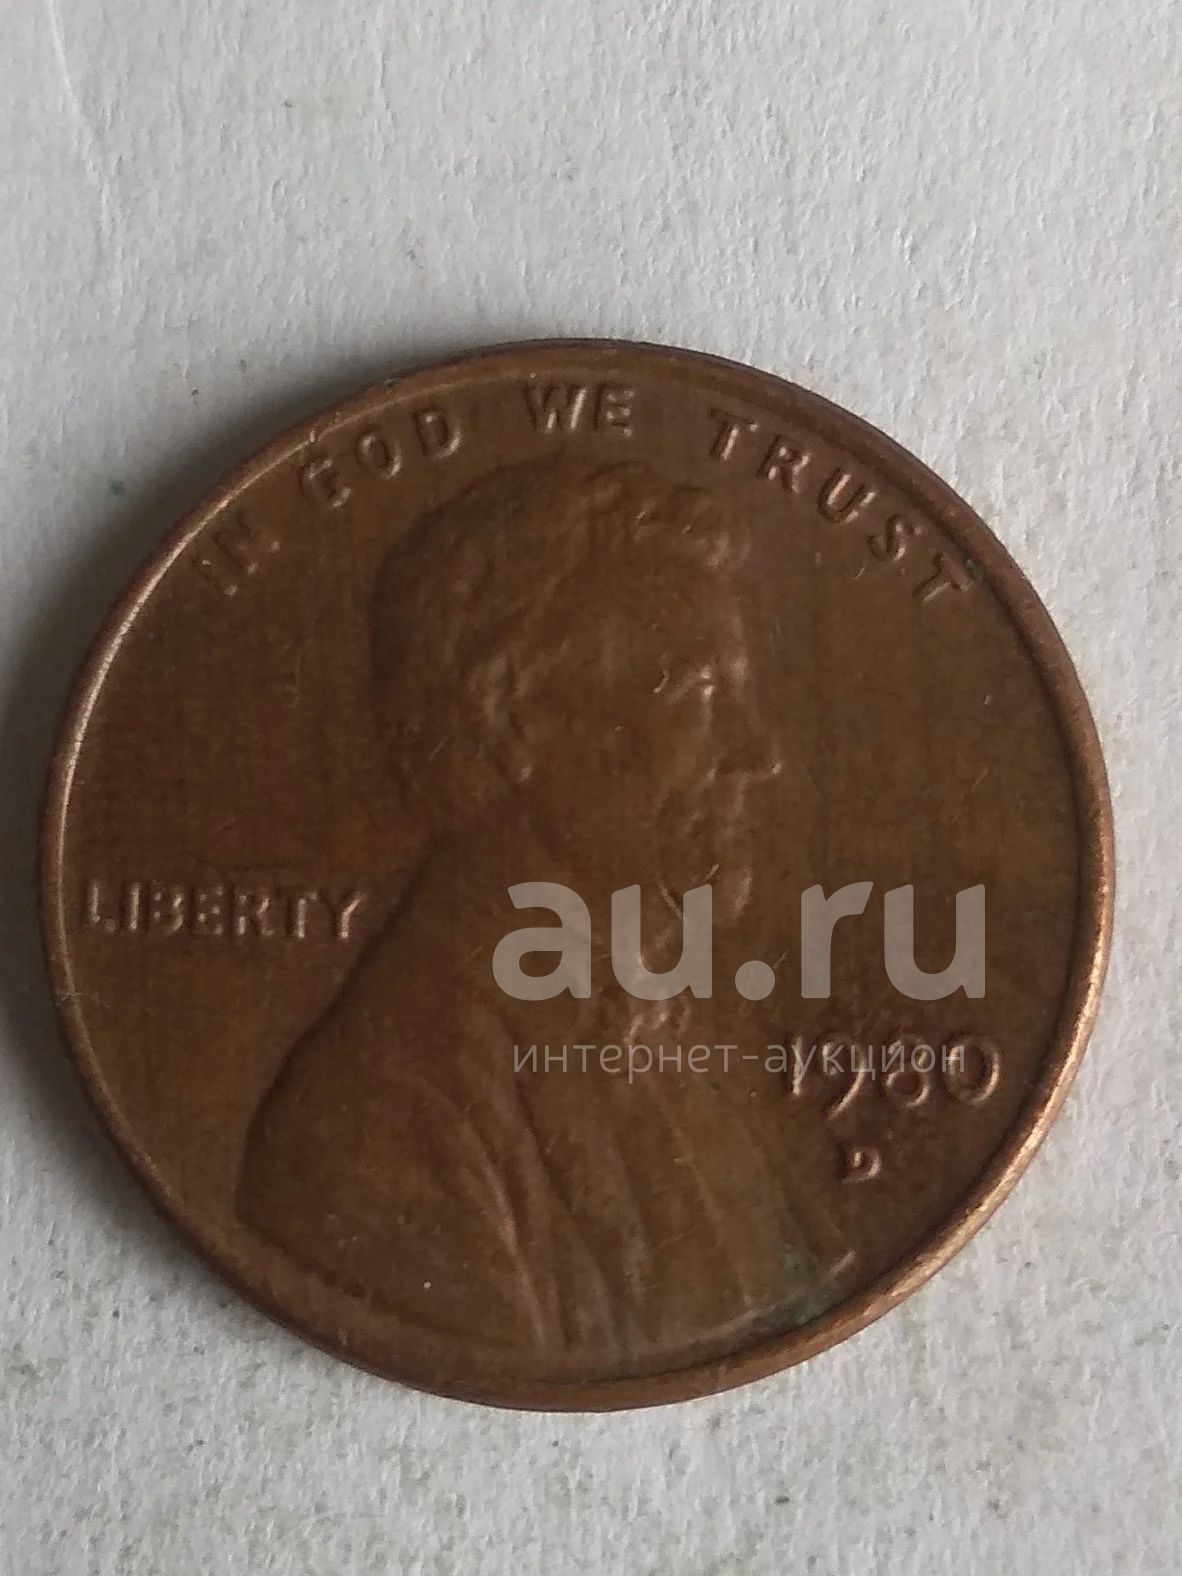 IN GOD WE TRUST
LIBERTY
au.ru
интернет-аукцион
1980
D